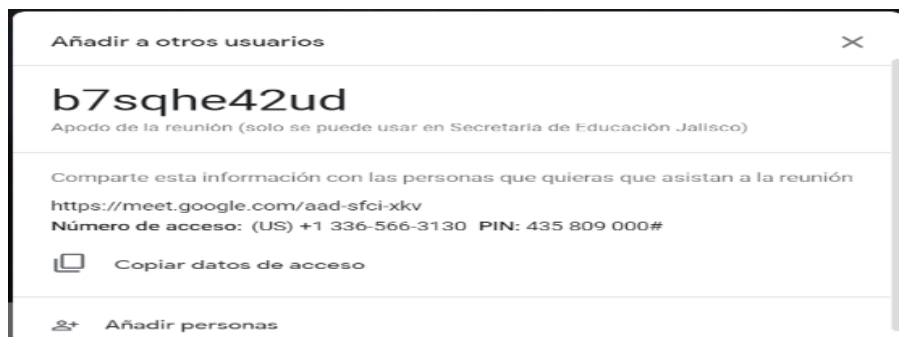 Añadir a otros usuarios
b7sqhe42ud
Apodo de la reunión (solo se puede usar en Secretaria de Educación Jalisco)
Comparte esta información con las personas que quieras que asistan a la reunión
https://meet.google.com/aad-sfci-xkv
Número de acceso: (US) +1 336-566-3130 PIN: 435 809 000#
Copiar datos de acceso
Añadir personas